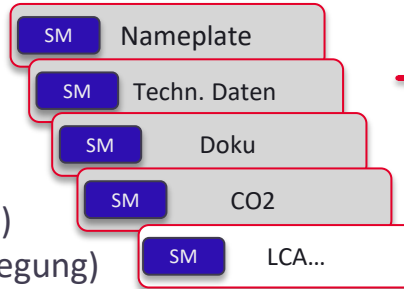 SM Nameplate
SM Techn. Daten
SM Doku
SM CO2
)
egung)
SM LCA...